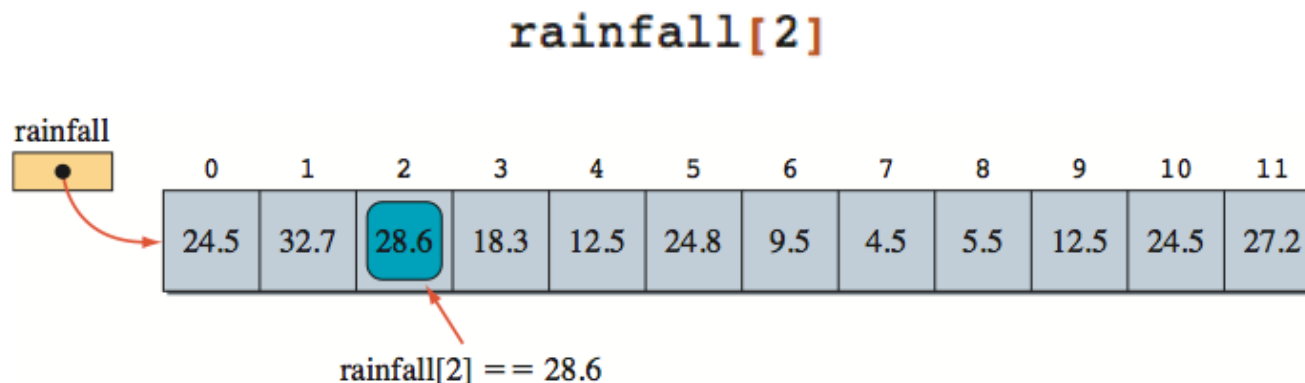 rainfall[2]
rainfall
0 1 2 3 4 5 6 7 8 9 10 11
24.5 32.7 28.6 18.3 12.5 24.8 9.5 4.5 5.5 12.5 24.5 27.2
rainfall[2] == 28.6